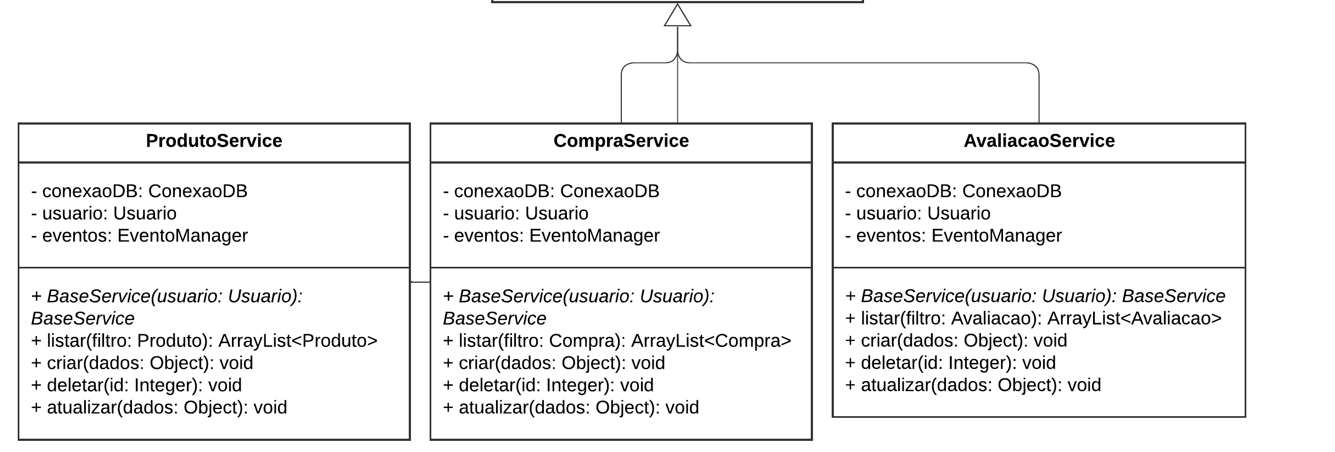 ProdutoService
- conexaoDB: ConexaoDB
- usuario: Usuario
- eventos: EventoManager
+ BaseService(usuario: Usuario):
BaseService
+ listar(filtro: Produto): ArrayList<Produto>
+ criar(dados: Object): void
+ deletar(id: Integer): void
+ atualizar(dados: Object): void
CompraService
- conexaoDB: ConexaoDB
- usuario: Usuario
- eventos: EventoManager
+ BaseService(usuario: Usuario):
BaseService
+ listar(filtro: Compra): ArrayList<Compra>
+ criar(dados: Object): void
+ deletar(id: Integer): void
+ atualizar(dados: Object): void
AvaliacaoService
- conexaoDB: ConexaoDB
- usuario: Usuario
- eventos: EventoManager
+ BaseService(usuario: Usuario): BaseService
+ listar(filtro: Avaliacao): ArrayList<Avaliacao>
+ criar(dados: Object): void
+ deletar(id: Integer): void
+ atualizar(dados: Object): void